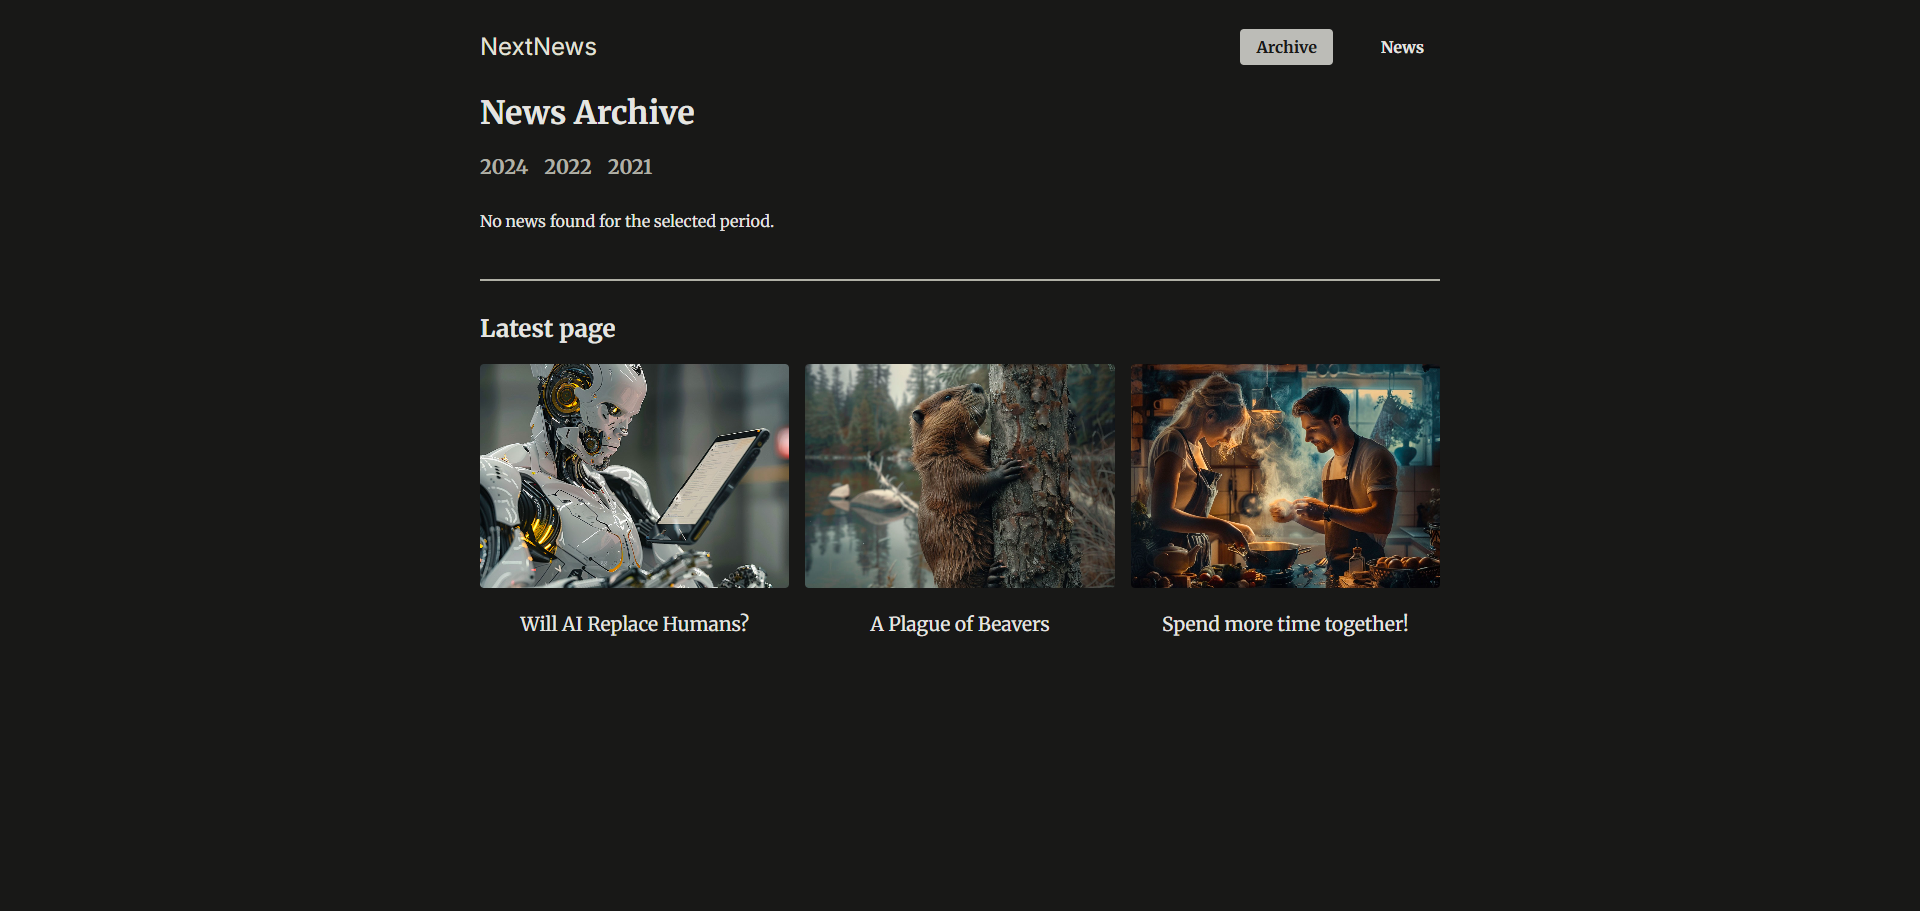 NextNews
Archive News
News Archive
2024 2022 2021
No news found for the selected period.
Latest page
Will AI Replace Humans?
A Plague of Beavers
Spend more time together!